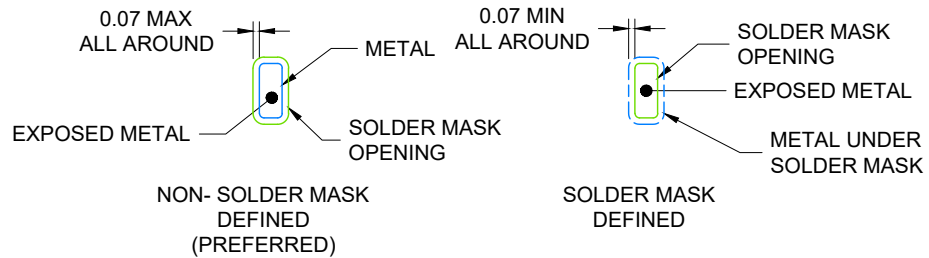 0.07 MAX
ALL AROUND
METAL
EXPOSED METAL
SOLDER MASK
OPENING
NON- SOLDER MASK
DEFINED
(PREFERRED)
0.07 MIN
ALL AROUND
SOLDER MASK
OPENING
EXPOSED METAL
METAL UNDER
SOLDER MASK
SOLDER MASK
DEFINED